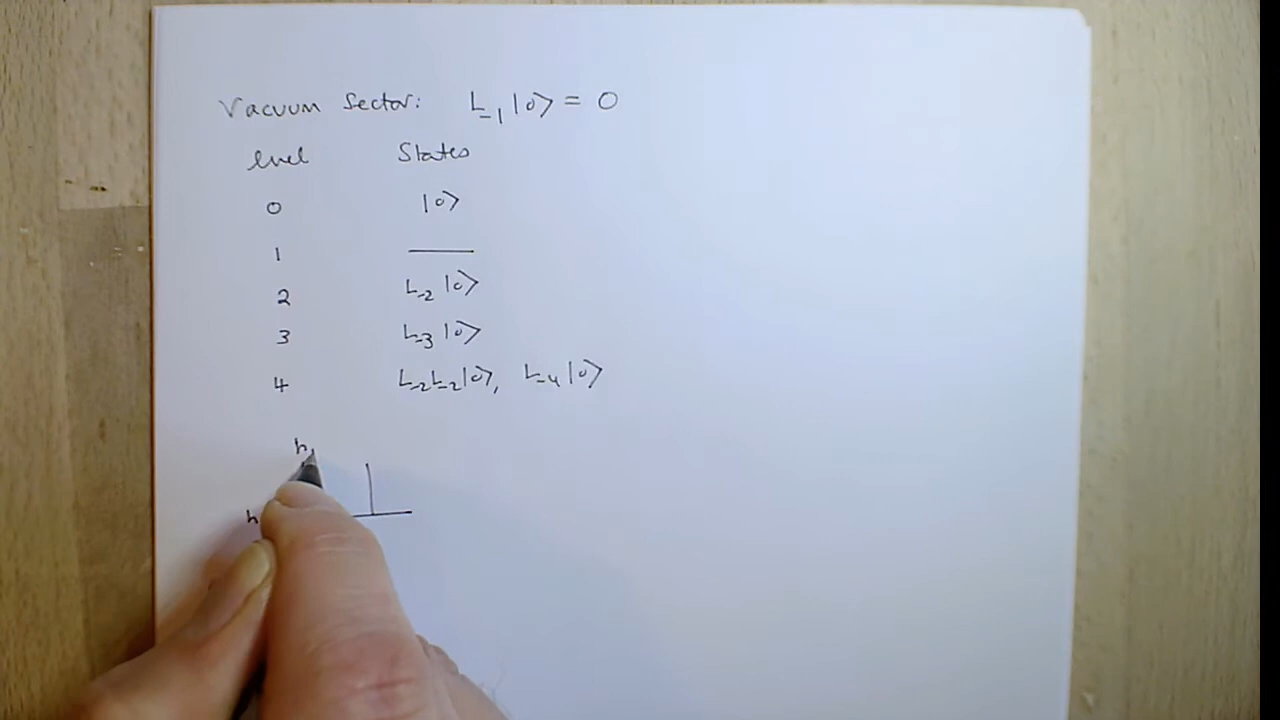 Vacuum Sector: L₋₁|0⟩ = 0
level States
0 |0⟩
1 —
2 L₋₂|0⟩
3 L₋₃|0⟩
4 L₋₂L₋₂|0⟩, L₋₄|0⟩
h
h